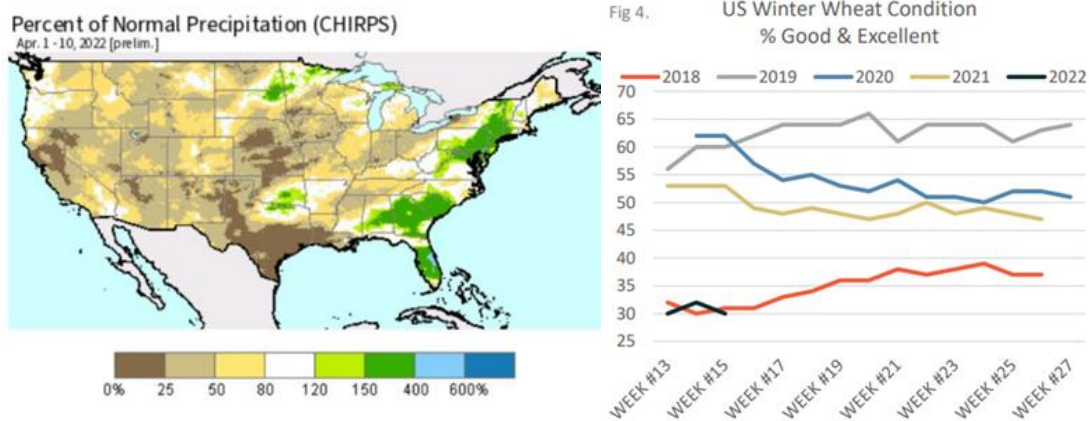 Percent of Normal Precipitation (CHIRPS)
Apr. 1 - 10, 2022 [prelim.]
0% 25 50 80 120 150 400 600%
Fig 4.
US Winter Wheat Condition
% Good & Excellent
2018 2019 2020 2021 2022
70
65
60
55
50
45
40
35
30
25
WEEK #13 WEEK #15 WEEK #17 WEEK #19 WEEK #21 WEEK #23 WEEK #25 WEEK #27